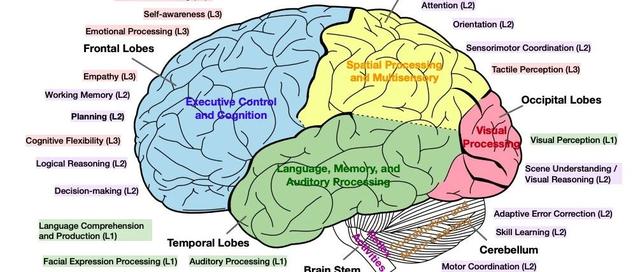 Attention (L2)
Self-awareness (L3)
Orientation (L2)
Emotional Processing (L3)
Frontal Lobes
Sensorimotor Coordination (L2)
Spatial Processing
and Multisensory
Tactile Perception (L3)
Empathy (L3)
Working Memory (L2)
Executive Control
and Cognition
Occipital Lobes
Planning (L2)
Visual
Processing
Visual Perception (L1)
Cognitive Flexibility (L3)
Logical Reasoning (L2)
Language, Memory, and
Auditory Processing
Scene Understanding /
Visual Reasoning (L2)
Decision-making (L2)
Adaptive Error Correction (L2)
Language Comprehension
and Production (L1)
Skill Learning (L2)
Temporal Lobes
Cerebellum
Facial Expression Processing (L1)
Auditory Processing (L1)
Activities
Brain Stem
Motor Coordination (L2)